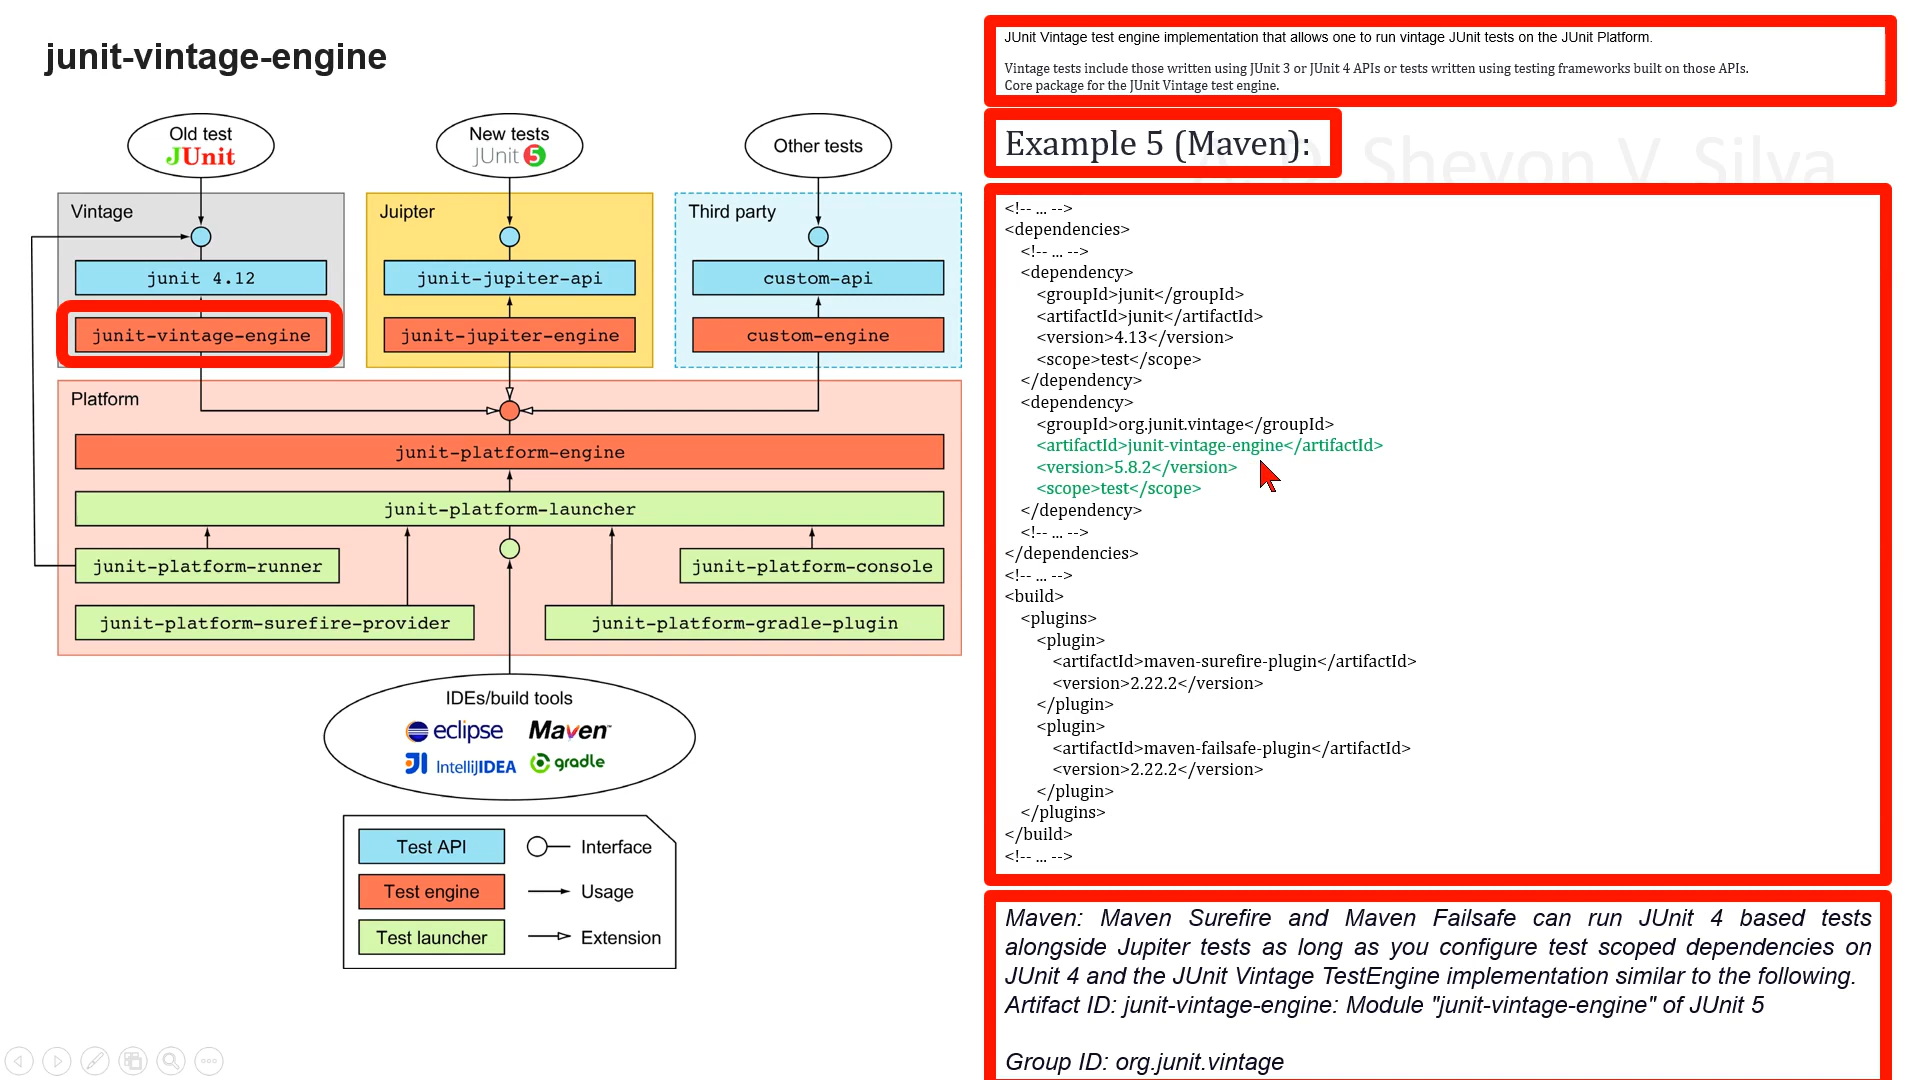 junit-vintage-engine
Old test
JUnit
New tests
JUnit 5
Other tests
Vintage
junit 4.12
junit-vintage-engine
Juipter
junit-jupiter-api
junit-jupiter-engine
Third party
custom-api
custom-engine
Platform
junit-platform-engine
junit-platform-launcher
junit-platform-runner
junit-platform-console
junit-platform-surefire-provider
junit-platform-gradle-plugin
IDEs/build tools
eclipse
Maven™
IntelliJIDEA
gradle
Test API
Interface
Test engine
Usage
Test launcher
Extension
JUnit Vintage test engine implementation that allows one to run vintage JUnit tests on the JUnit Platform.
Vintage tests include those written using JUnit 3 or JUnit 4 APIs or tests written using testing frameworks built on those APIs.
Core package for the JUnit Vintage test engine.
Example 5 (Maven):
Shevon V. Silva
<!-- ... -->
<dependencies>
<!-- ... -->
<dependency>
<groupId>junit</groupId>
<artifactId>junit</artifactId>
<version>4.13</version>
<scope>test</scope>
</dependency>
<dependency>
<groupId>org.junit.vintage</groupId>
<artifactId>junit-vintage-engine</artifactId>
<version>5.8.2</version>
<scope>test</scope>
</dependency>
<!-- ... -->
</dependencies>
<!-- ... -->
<build>
<plugins>
<plugin>
<artifactId>maven-surefire-plugin</artifactId>
<version>2.22.2</version>
</plugin>
<plugin>
<artifactId>maven-failsafe-plugin</artifactId>
<version>2.22.2</version>
</plugin>
</plugins>
</build>
<!-- ... -->
Maven: Maven Surefire and Maven Failsafe can run JUnit 4 based tests
alongside Jupiter tests as long as you configure test scoped dependencies on
JUnit 4 and the JUnit Vintage TestEngine implementation similar to the following.
Artifact ID: junit-vintage-engine: Module "junit-vintage-engine" of JUnit 5
Group ID: org.junit.vintage